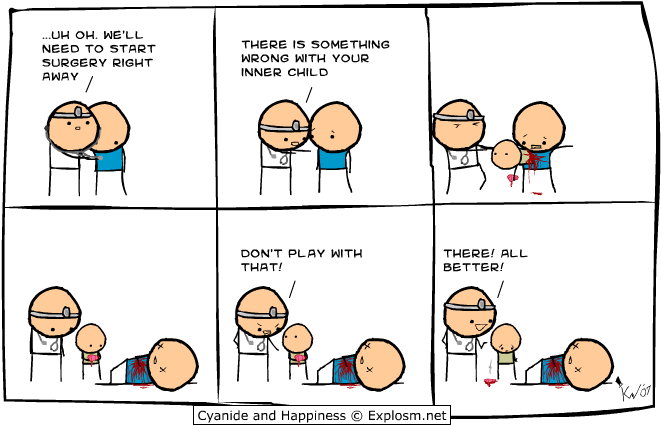 ...UH OH. WE'LL
NEED TO START
SURGERY RIGHT
AWAY
THERE IS SOMETHING
WRONG WITH YOUR
INNER CHILD
DON'T PLAY WITH
THAT!
THERE! ALL
BETTER!
Cyanide and Happiness © Explosm.net